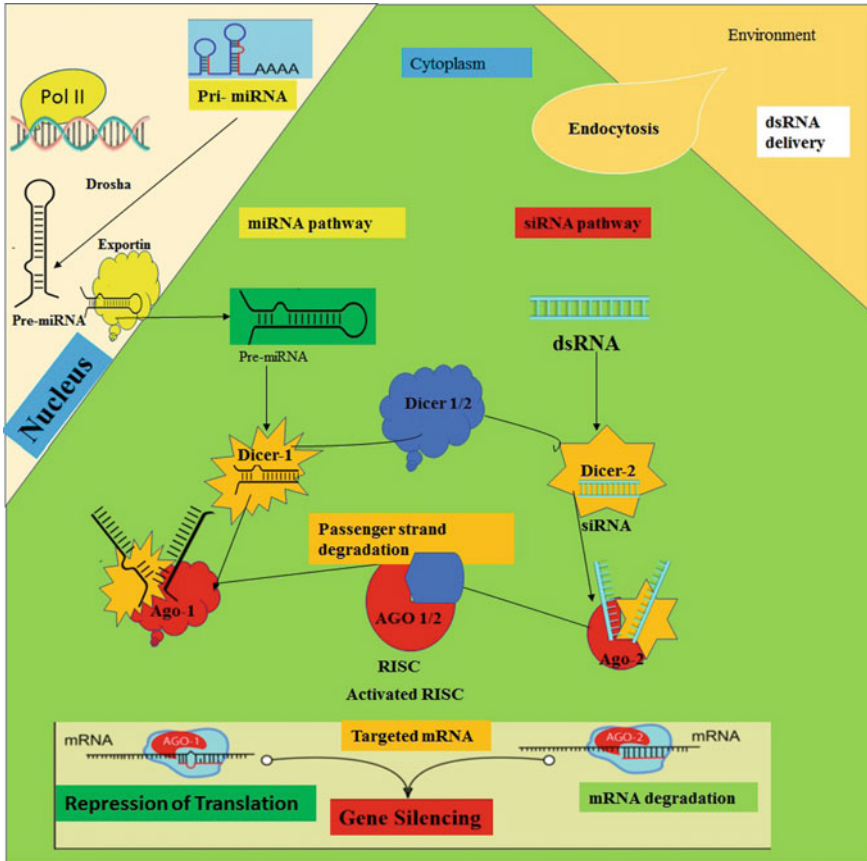 Pol II
AAAA
Pri- miRNA
Drosha
Exportin
Pre-miRNA
Nucleus
Cytoplasm
Environment
Endocytosis
dsRNA
delivery
miRNA pathway
siRNA pathway
Pre-miRNA
dsRNA
Dicer 1/2
Dicer-1
Dicer-2
siRNA
Passenger strand
degradation
Ago-1
AGO 1/2
Ago-2
RISC
Activated RISC
mRNA
AGO-1
Targeted mRNA
AGO-2
mRNA
Repression of Translation
Gene Silencing
mRNA degradation